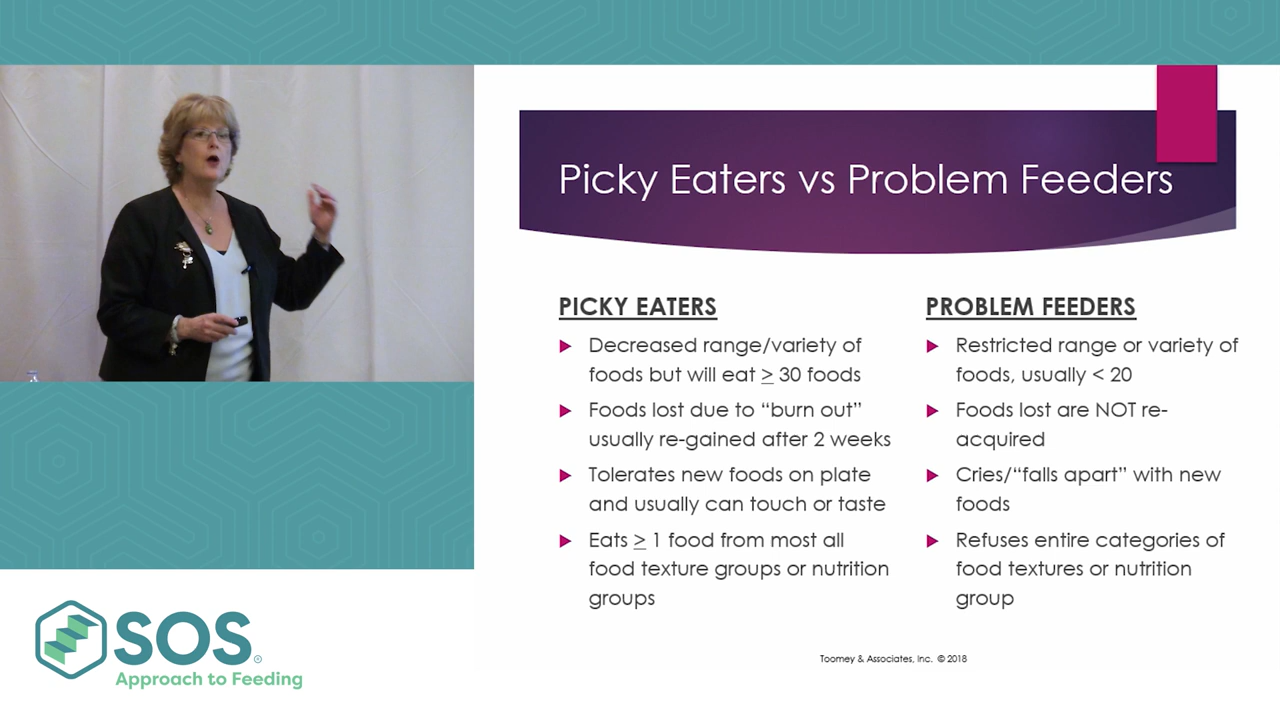 Picky Eaters vs Problem Feeders
PICKY EATERS
Decreased range/variety of
foods but will eat ≥ 30 foods
Foods lost due to “burn out”
usually re-gained after 2 weeks
Tolerates new foods on plate
and usually can touch or taste
Eats ≥ 1 food from most all
food texture groups or nutrition
groups
PROBLEM FEEDERS
Restricted range or variety of
foods, usually < 20
Foods lost are NOT re-
acquired
Cries/“falls apart” with new
foods
Refuses entire categories of
food textures or nutrition
group
Toomey & Associates, Inc. © 2018
SOS®
Approach to Feeding